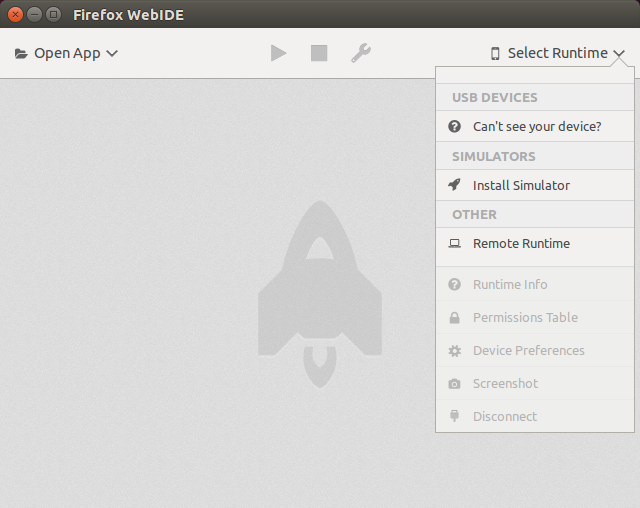 Firefox WebIDE
Open App
Select Runtime
USB DEVICES
Can't see your device?
SIMULATORS
Install Simulator
OTHER
Remote Runtime
Runtime Info
Permissions Table
Device Preferences
Screenshot
Disconnect